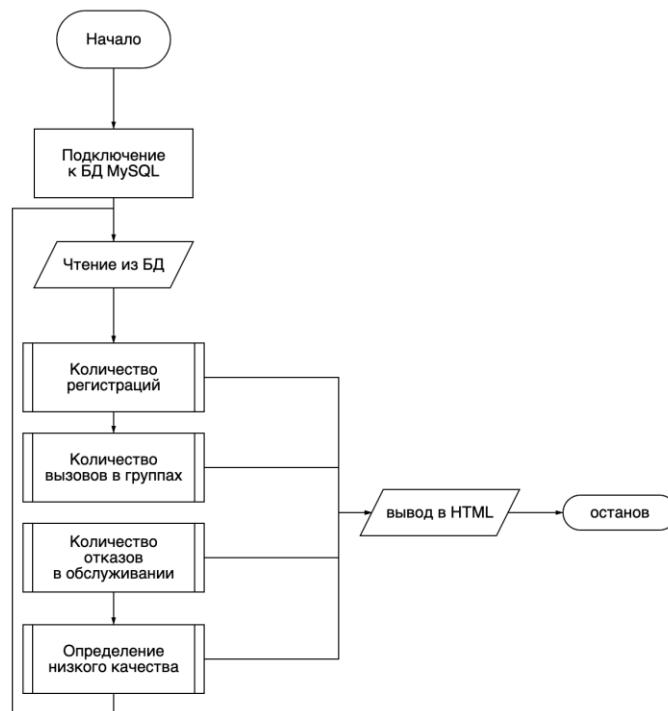 Начало
Подключение
к БД MySQL
Чтение из БД
Количество
регистраций
Количество
вызовов в группах
вывод в HTML
останов
Количество
отказов
в обслуживании
Определение
низкого качества